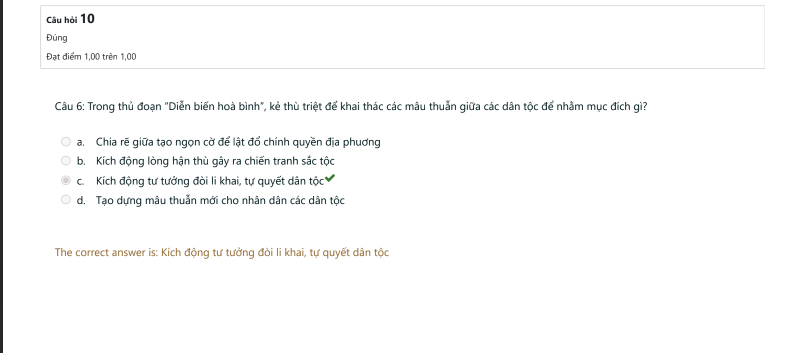 Câu hỏi 10
Đúng
Đạt điểm 1,00 trên 1,00
Câu 6: Trong thủ đoạn "Diễn biến hoà bình", kẻ thù triệt để khai thác các mâu thuẫn giữa các dân tộc để nhằm mục đích gì?
a. Chia rẽ giữa tạo ngọn cờ để lật đổ chính quyền địa phương
b. Kích động lòng hận thù gây ra chiến tranh sắc tộc
c. Kích động tư tưởng đòi li khai, tự quyết dân tộc
d. Tạo dựng mâu thuẫn mới cho nhân dân các dân tộc
The correct answer is: Kích động tư tưởng đòi li khai, tự quyết dân tộc